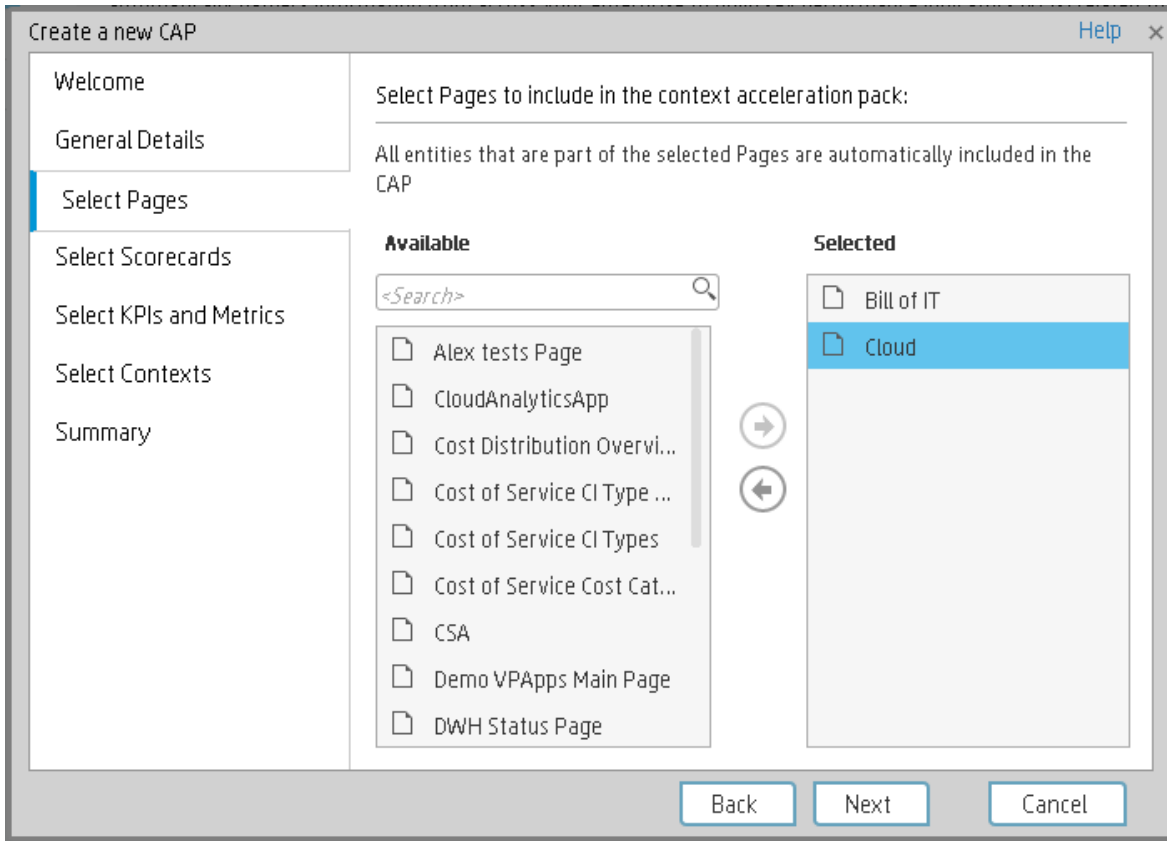 Create a new CAP
Help
Welcome
General Details
Select Pages
Select Scorecards
Select KPIs and Metrics
Select Contexts
Summary
Select Pages to include in the context acceleration pack:
All entities that are part of the selected Pages are automatically included in the
CAP
Available
<Search>
Alex tests Page
CloudAnalyticsApp
Cost Distribution Overvi...
Cost of Service CI Type ...
Cost of Service CI Types
Cost of Service Cost Cat...
CSA
Demo VPApps Main Page
DWH Status Page
Selected
Bill of IT
Cloud
Back
Next
Cancel